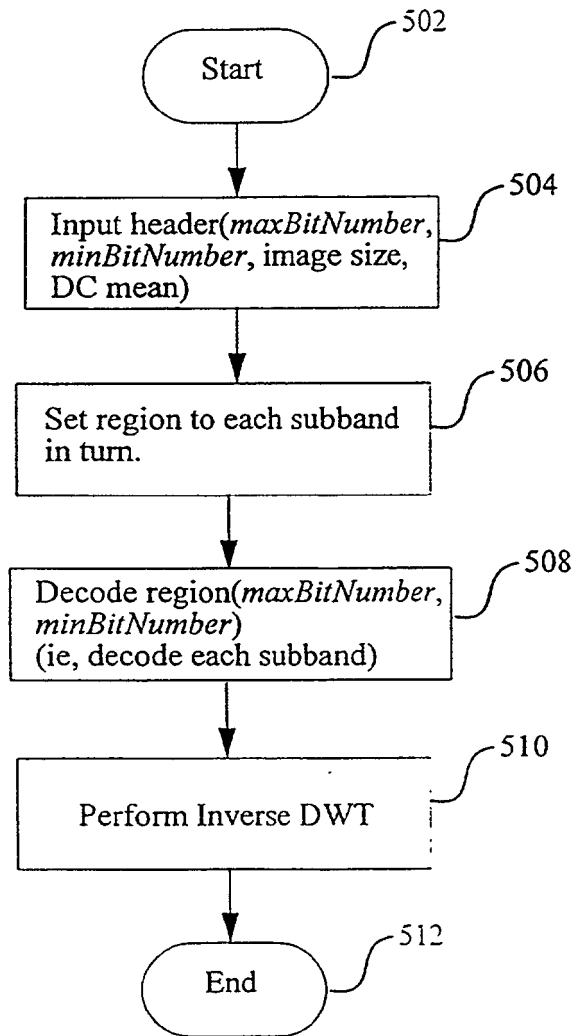 502
Start
504
Input header(maxBitNumber,
minBitNumber, image size,
DC mean)
506
Set region to each subband
in turn.
508
Decode region(maxBitNumber,
minBitNumber)
(ie, decode each subband)
510
Perform Inverse DWT
512
End